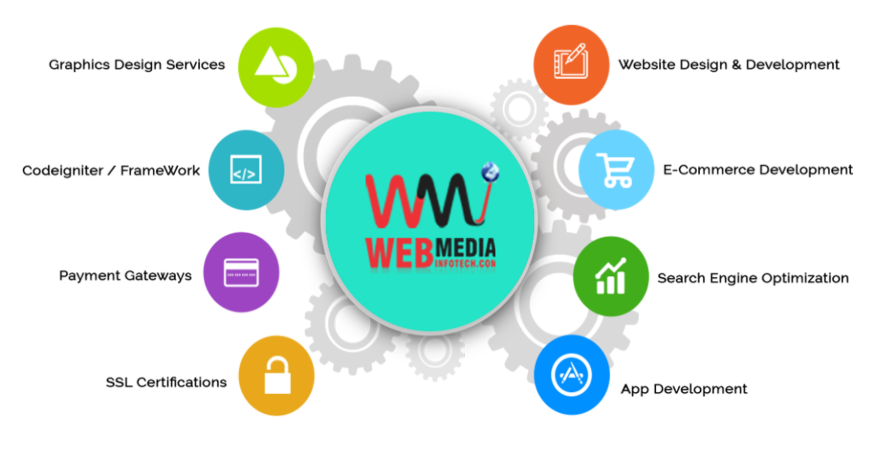 Graphics Design Services
Website Design & Development
Codeigniter / FrameWork
</>
E-Commerce Development
WEB MEDIA
INFOTECH.CON
Payment Gateways
Search Engine Optimization
SSL Certifications
App Development